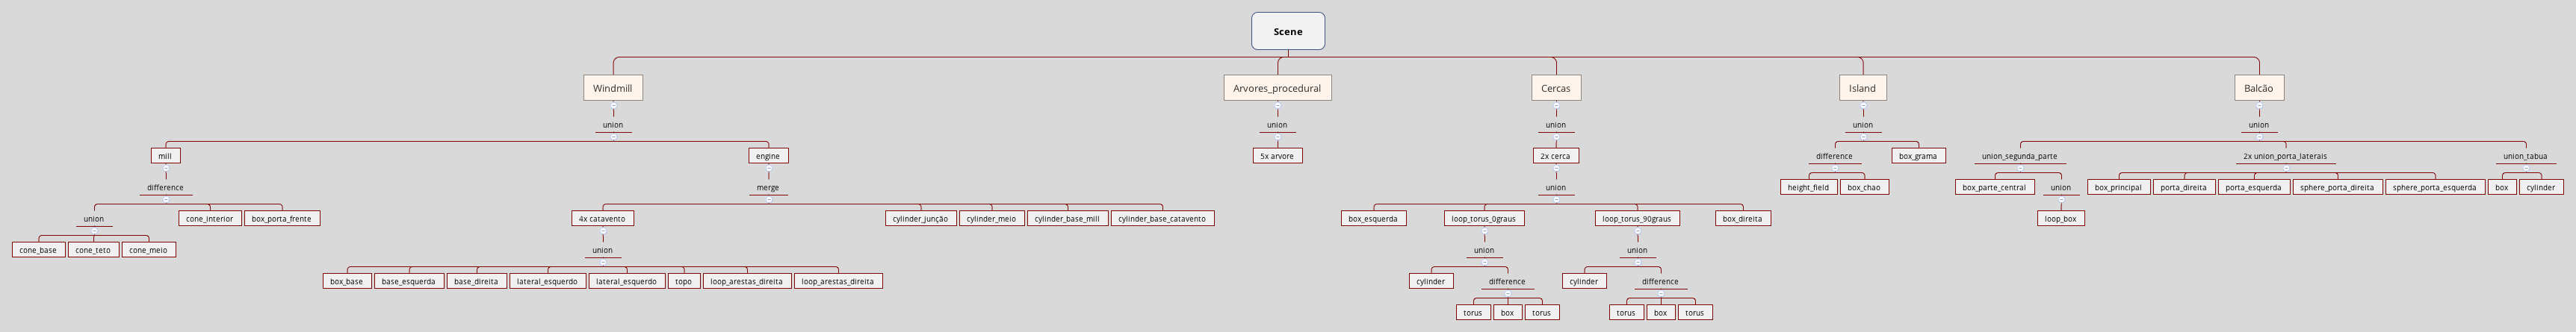 Scene
Windmill Arvores_procedural Cercas Island Balcão
union union union union union
mill engine 5x arvore 2x cerca difference box_grama union_segunda_parte 2x union_porta_laterais union_tabua
difference merge union height_field box_chao box_parte_central union box_principal porta_direita porta_esquerda sphere_porta_direita sphere_porta_esquerda box cylinder
union cone_interior box_porta_frente 4x catavento cylinder_junção cylinder_meio cylinder_base_mill cylinder_base_catavento box_esquerda loop_torus_0graus loop_torus_90graus box_direita loop_box
cone_base cone_teto cone_meio union union union
box_base base_esquerda base_direita lateral_esquerdo lateral_esquerdo topo loop_arestas_direita loop_arestas_direita cylinder difference cylinder difference
torus box torus torus box torus